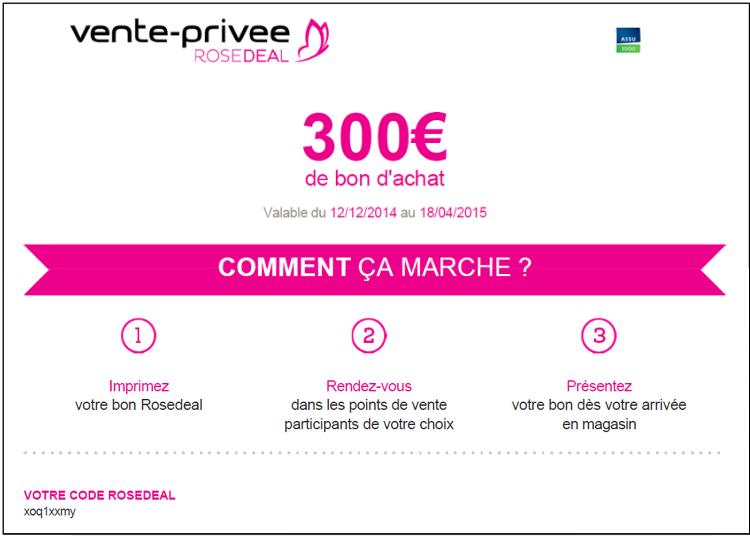 vente-privee
ROSEDEAL
ASSU
2000
300€
de bon d'achat
Valable du 12/12/2014 au 18/04/2015
COMMENT ÇA MARCHE ?
1
Imprimez
votre bon Rosedeal
2
Rendez-vous
dans les points de vente
participants de votre choix
3
Présentez
votre bon dès votre arrivée
en magasin
VOTRE CODE ROSEDEAL
xoq1xxmy